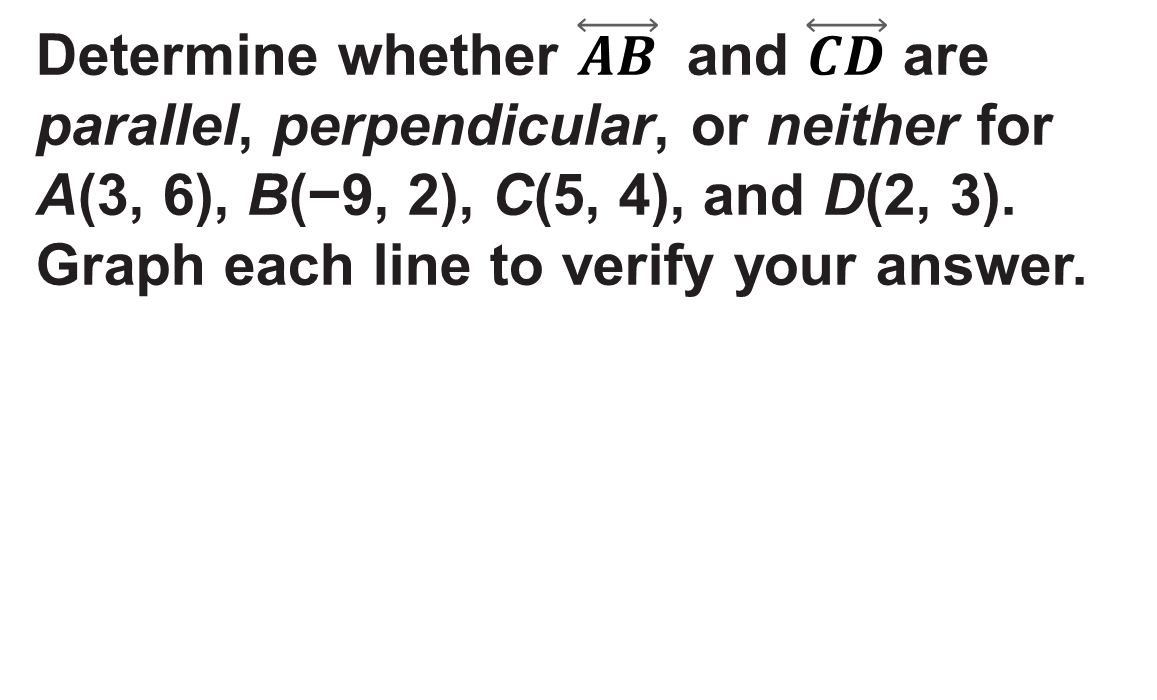 Determine whether AB and CD are
parallel, perpendicular, or neither for
A(3, 6), B(−9, 2), C(5, 4), and D(2, 3).
Graph each line to verify your answer.